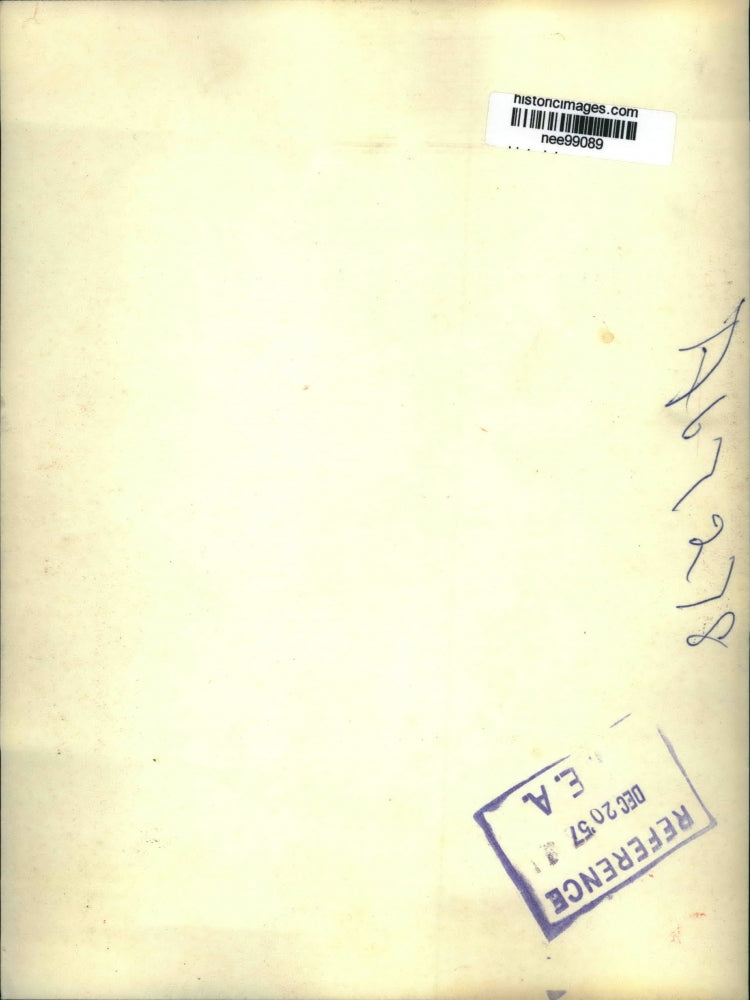 historicimages.com
nee99089
REFERENCE
DEC 20 '57
E.A.